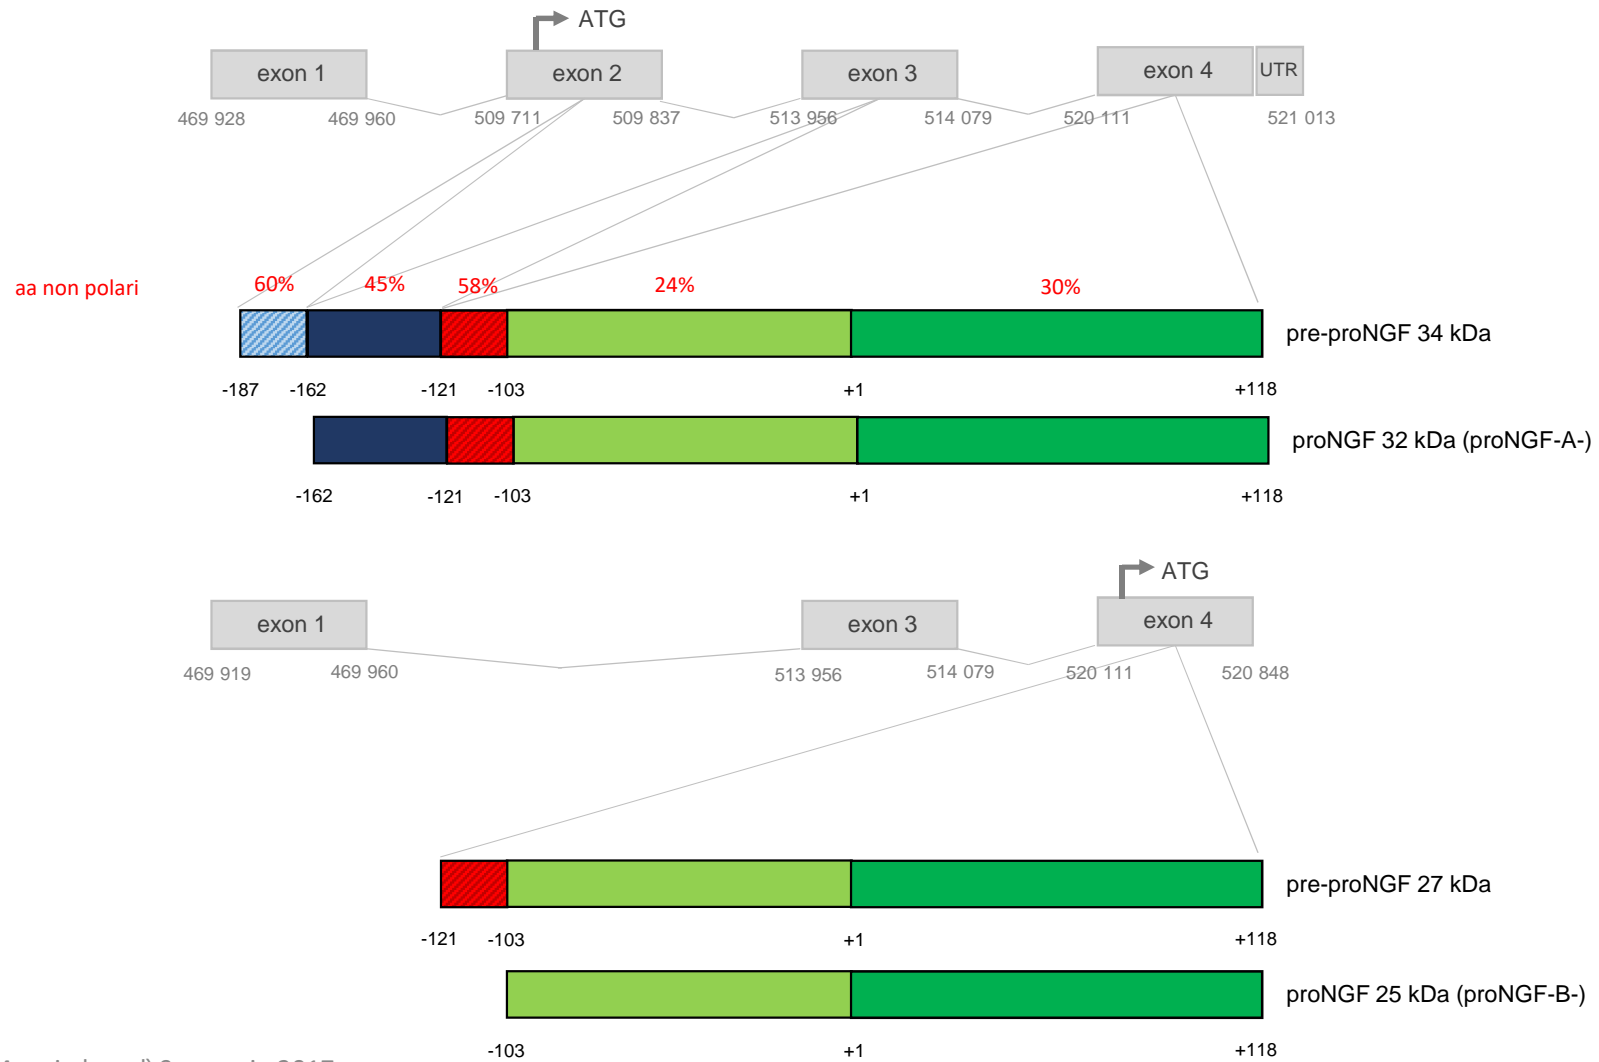 ATG
exon 1 exon 2 exon 3 exon 4 UTR
469 928 469 960 509 711 509 837 513 956 514 079 520 111 521 013
aa non polari 60% 45% 58% 24% 30%
pre-proNGF 34 kDa
-187 -162 -121 -103 +1 +118
proNGF 32 kDa (proNGF-A-)
-162 -121 -103 +1 +118
ATG
exon 1 exon 3 exon 4
469 919 469 960 513 956 514 079 520 111 520 848
pre-proNGF 27 kDa
-121 -103 +1 +118
proNGF 25 kDa (proNGF-B-)
-103 +1 +118